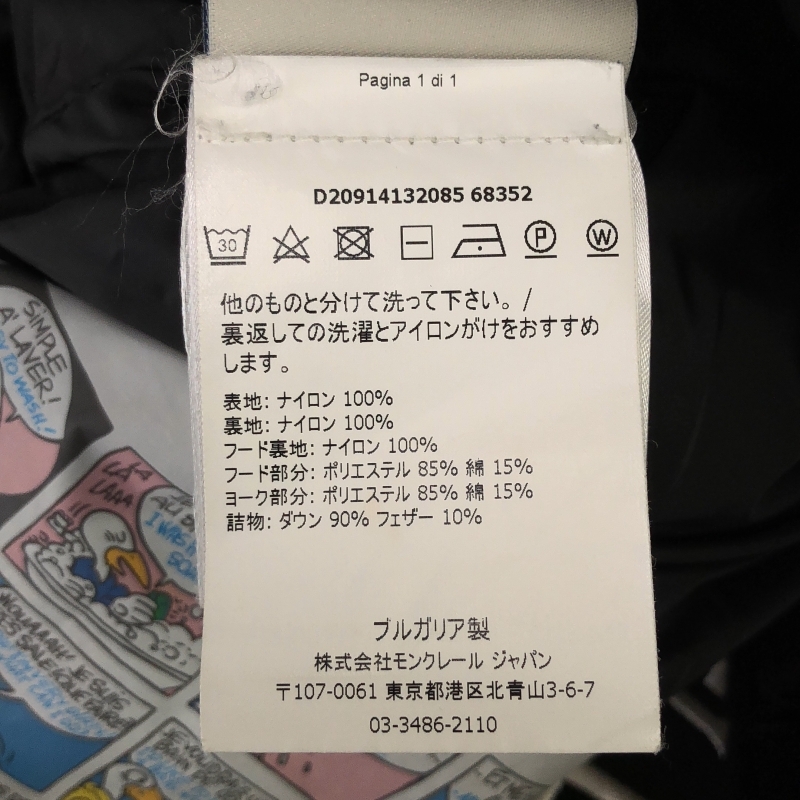 Pagina 1 di 1
D20914132085 68352
30
P
W
他のものと分けて洗って下さい。/
裏返しての洗濯とアイロンがけをおすすめ
します。
表地: ナイロン 100%
裏地: ナイロン 100%
フード裏地: ナイロン 100%
フード部分: ポリエステル 85% 綿 15%
ヨーク部分: ポリエステル 85% 綿 15%
詰物: ダウン 90% フェザー 10%
ブルガリア製
株式会社モンクレール ジャパン
〒107-0061 東京都港区北青山3-6-7
03-3486-2110
SIMPLE
A LAVER!
TO WASH!
LAAA
I WAS
JE SUIS